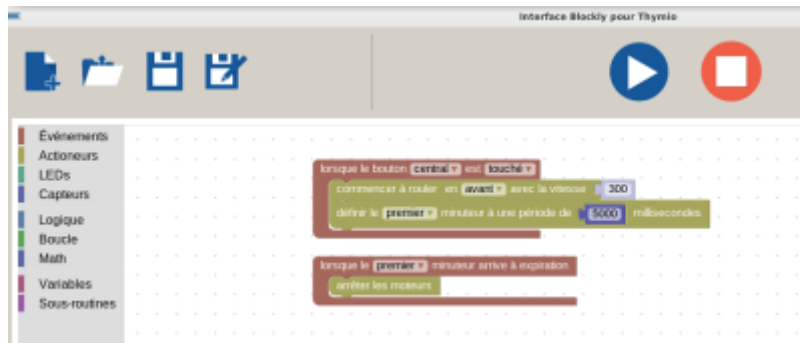 Interface Blockly pour Thymio
Événements
Actioneurs
LEDs
Capteurs
Logique
Boucle
Math
Variables
Sous-routines
lorsque le bouton central est touché
commencer à rouler en avant avec la vitesse 300
définir le premier minuteur à une période de 5000 millisecondes
lorsque le premier minuteur arrive à expiration
arrêter les moteurs